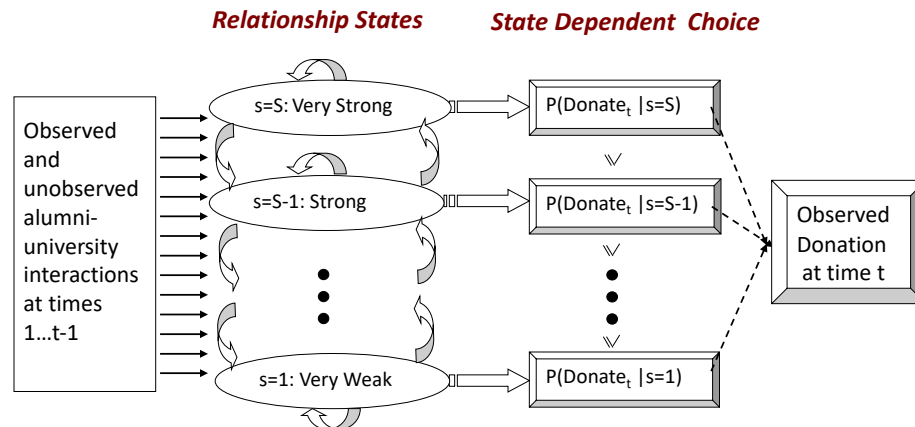 Relationship States
State Dependent Choice
Observed
and
unobserved
alumni-
university
interactions
at times
1...t-1
s=S: Very Strong
s=S-1: Strong
s=1: Very Weak
P(Donateₜ |s=S)
P(Donateₜ |s=S-1)
P(Donateₜ |s=1)
Observed
Donation
at time t